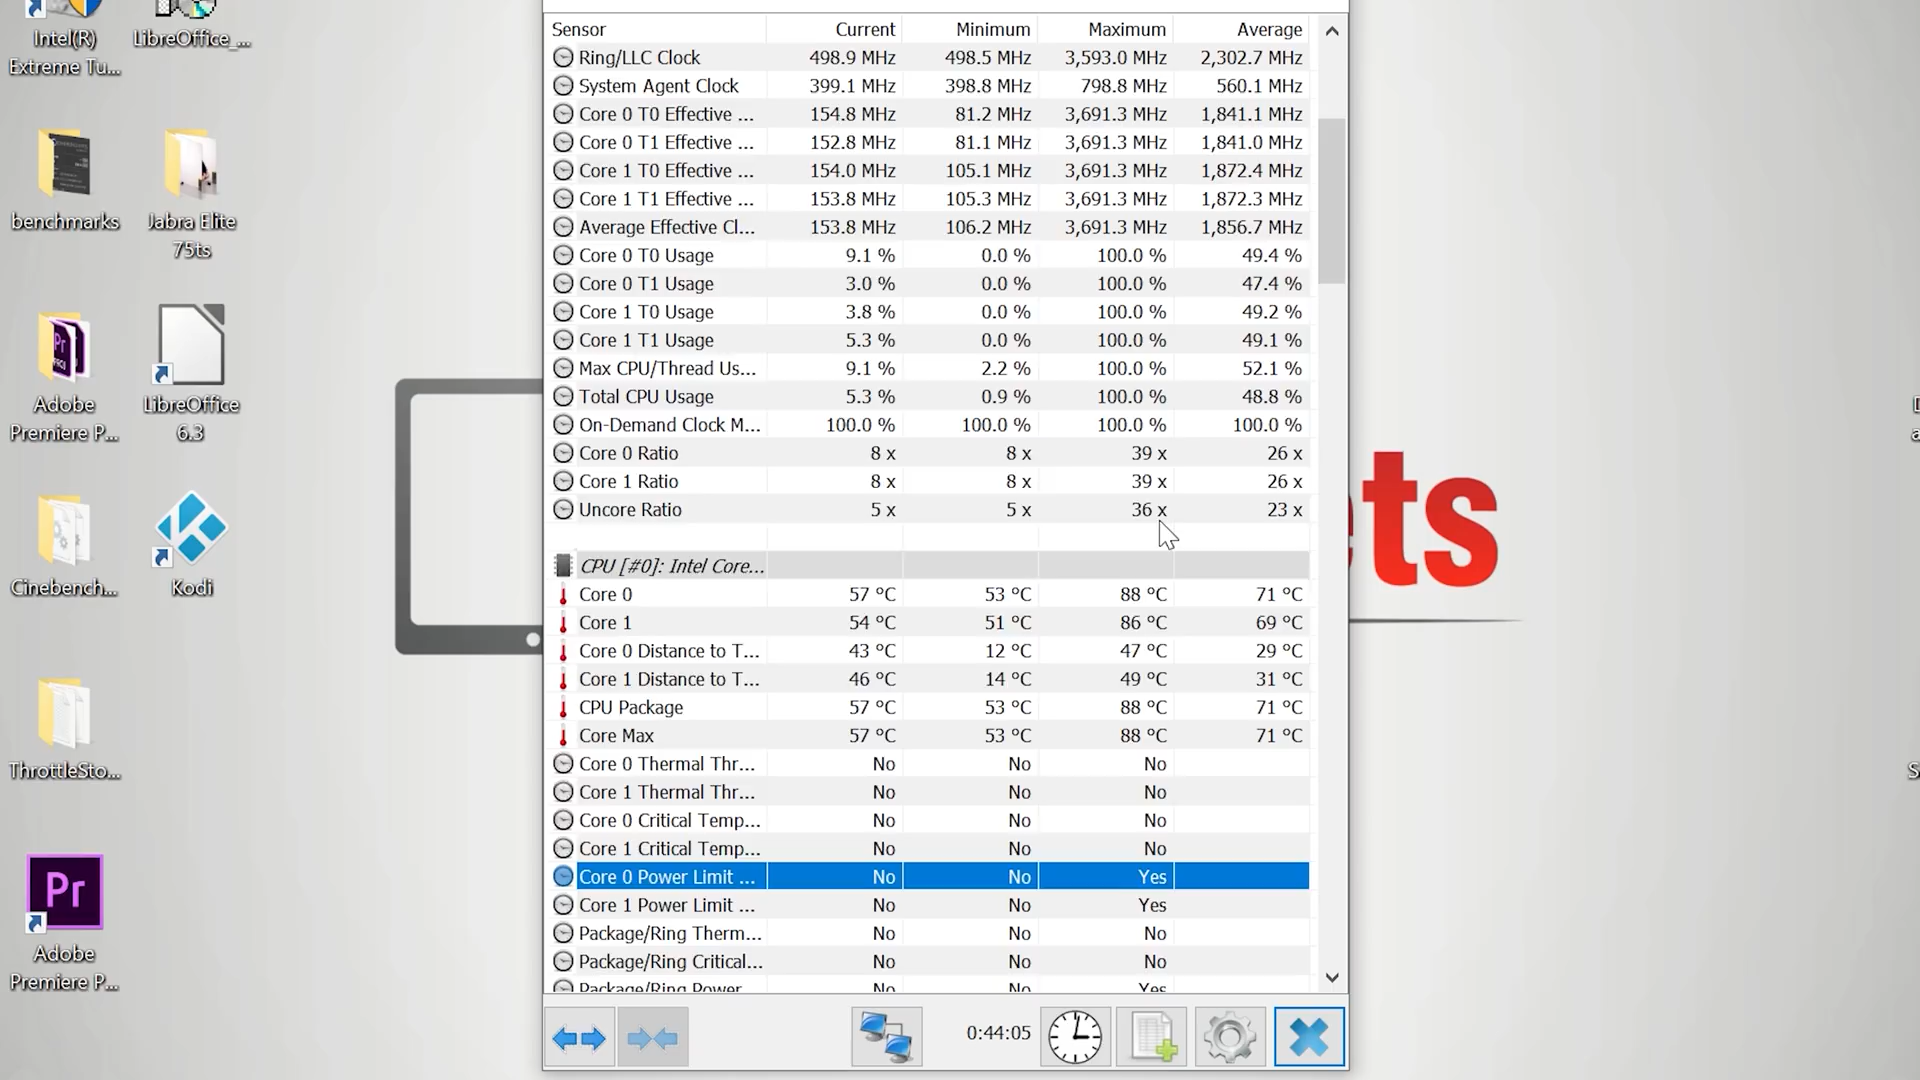 Intel(R)
Extreme Tu...
LibreOffice_...
benchmarks
Jabra Elite
75ts
Adobe
Premiere P...
LibreOffice
6.3
Cinebench...
Kodi
ThrottleSto...
Pr
Adobe
Premiere P...
Sensor Current Minimum Maximum Average
Ring/LLC Clock 498.9 MHz 498.5 MHz 3,593.0 MHz 2,302.7 MHz
System Agent Clock 399.1 MHz 398.8 MHz 798.8 MHz 560.1 MHz
Core 0 T0 Effective ... 154.8 MHz 81.2 MHz 3,691.3 MHz 1,841.1 MHz
Core 0 T1 Effective ... 152.8 MHz 81.1 MHz 3,691.3 MHz 1,841.0 MHz
Core 1 T0 Effective ... 154.0 MHz 105.1 MHz 3,691.3 MHz 1,872.4 MHz
Core 1 T1 Effective ... 153.8 MHz 105.3 MHz 3,691.3 MHz 1,872.3 MHz
Average Effective Cl... 153.8 MHz 106.2 MHz 3,691.3 MHz 1,856.7 MHz
Core 0 T0 Usage 9.1 % 0.0 % 100.0 % 49.4 %
Core 0 T1 Usage 3.0 % 0.0 % 100.0 % 47.4 %
Core 1 T0 Usage 3.8 % 0.0 % 100.0 % 49.2 %
Core 1 T1 Usage 5.3 % 0.0 % 100.0 % 49.1 %
Max CPU/Thread Us... 9.1 % 2.2 % 100.0 % 52.1 %
Total CPU Usage 5.3 % 0.9 % 100.0 % 48.8 %
On-Demand Clock M... 100.0 % 100.0 % 100.0 % 100.0 %
Core 0 Ratio 8 x 8 x 39 x 26 x
Core 1 Ratio 8 x 8 x 39 x 26 x
Uncore Ratio 5 x 5 x 36 x 23 x
CPU [#0]: Intel Core...
Core 0 57 °C 53 °C 88 °C 71 °C
Core 1 54 °C 51 °C 86 °C 69 °C
Core 0 Distance to T... 43 °C 12 °C 47 °C 29 °C
Core 1 Distance to T... 46 °C 14 °C 49 °C 31 °C
CPU Package 57 °C 53 °C 88 °C 71 °C
Core Max 57 °C 53 °C 88 °C 71 °C
Core 0 Thermal Thr... No No No
Core 1 Thermal Thr... No No No
Core 0 Critical Temp... No No No
Core 1 Critical Temp... No No No
Core 0 Power Limit ... No No Yes
Core 1 Power Limit ... No No Yes
Package/Ring Therm... No No No
Package/Ring Critical... No No No
Package/Ring Power No No Yes
0:44:05
ts